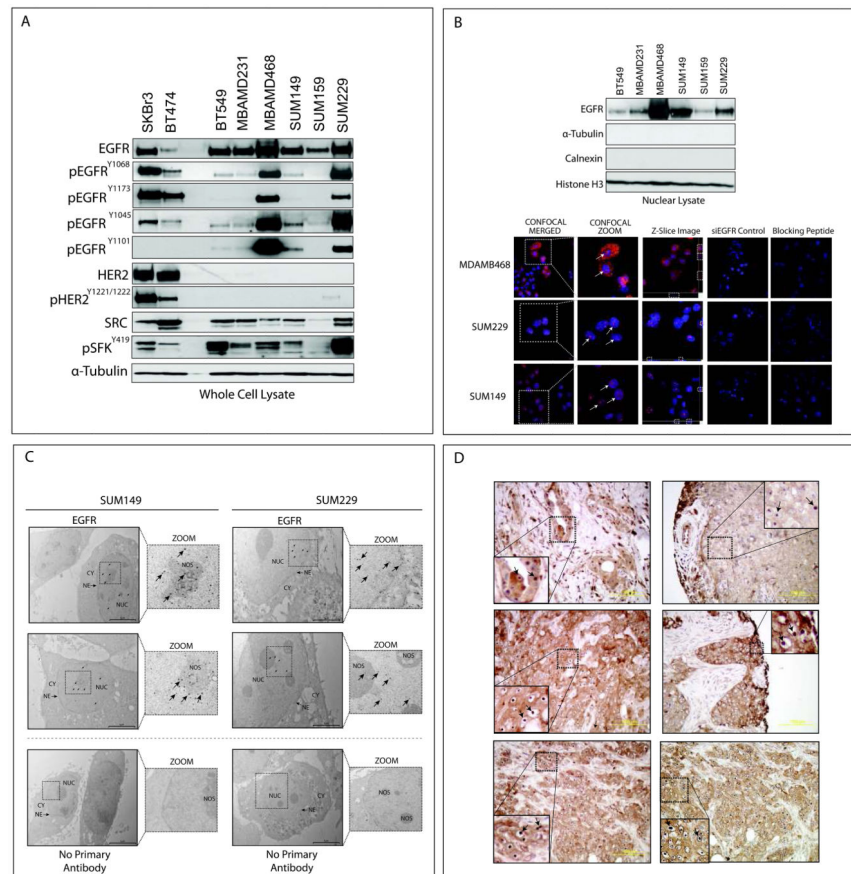 A
SKBr3 BT474 BT549 MBAMD231 MBAMD468 SUM149 SUM159 SUM229
EGFR
pEGFR Y1068
pEGFR Y1173
pEGFR Y1045
pEGFR Y1101
HER2
pHER2 Y1221/1222
SRC
pSFK Y419
α-Tubulin
Whole Cell Lysate
B
BT549 MBAMD231 MBAMD468 SUM149 SUM159 SUM229
EGFR
α-Tubulin
Calnexin
Histone H3
Nuclear Lysate
CONFOCAL MERGED CONFOCAL ZOOM Z-Slice Image siEGFR Control Blocking Peptide
MDAMB468
SUM229
SUM149
C
SUM149 SUM229
EGFR ZOOM EGFR ZOOM
CY NE NUC NOS NUC NE CY
ZOOM ZOOM
CY NUC NE NOS NUC CY NE NOS NOS
ZOOM ZOOM
NUC CY NE NOS NUC CY NE NOS NOS
No Primary Antibody No Primary Antibody
D